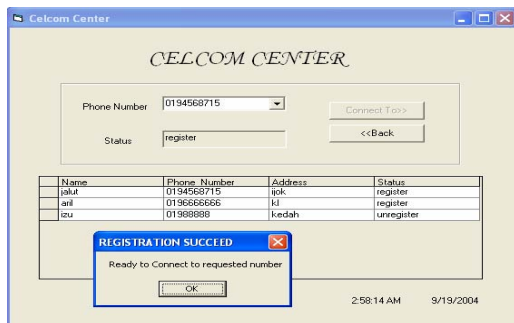 Celcom Center
CELCOM CENTER
Phone Number 0194568715 Connect To>>
Status register <<Back
Name Phone Number Address Status
jalut 0194568715 ijok register
aril 0196666666 kl register
izu 01988888 kedah unregister
REGISTRATION SUCCEED
Ready to Connect to requested number
OK
2:58:14 AM 9/19/2004